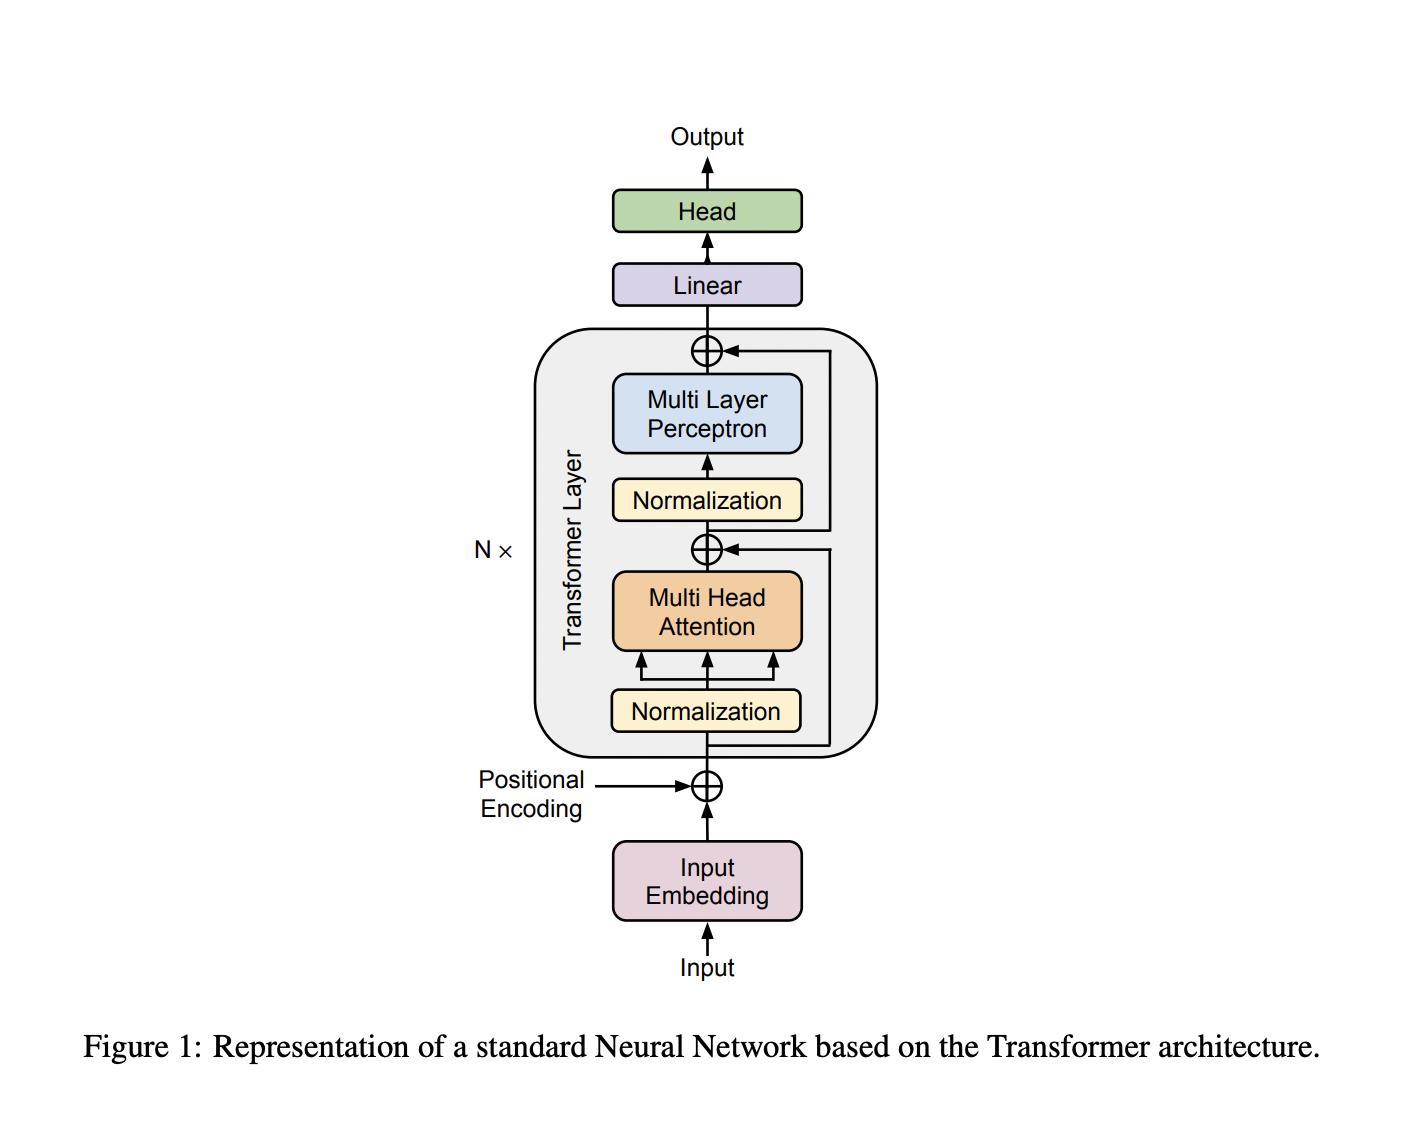 Output
Head
Linear
Multi Layer
Perceptron
Normalization
Transformer Layer
N ×
Multi Head
Attention
Normalization
Positional
Encoding
Input
Embedding
Input
Figure 1: Representation of a standard Neural Network based on the Transformer architecture.